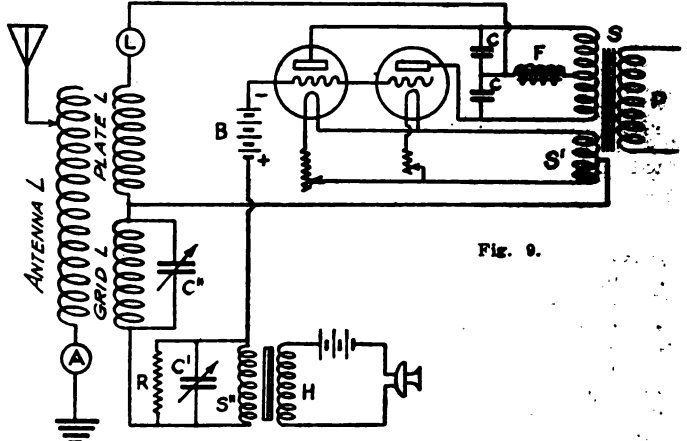 L
C
C
F
S
P
B
−
+
S'
ANTENNA L
PLATE L
GRID L
C"
A
R
C'
S"
H
Fig. 9.